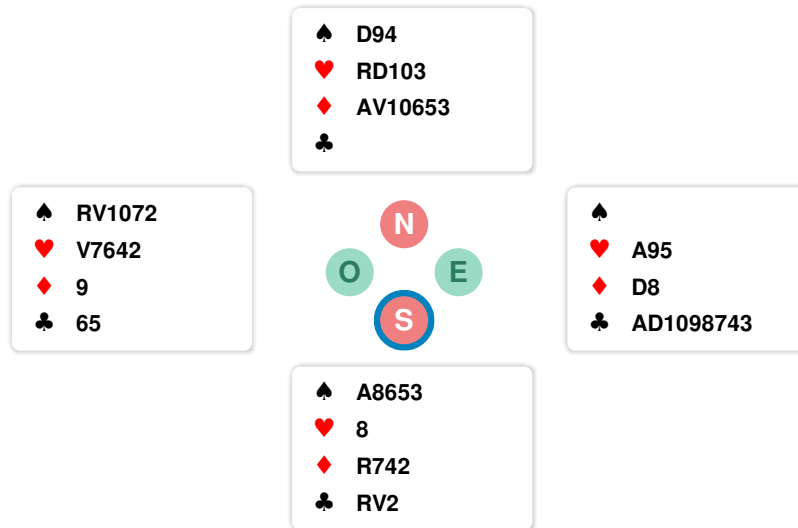 ♠ D94
♥ RD103
♦ AV10653
♣
♠ RV1072
♥ V7642
♦ 9
♣ 65
N
O
E
S
♠
♥ A95
♦ D8
♣ AD1098743
♠ A8653
♥ 8
♦ R742
♣ RV2